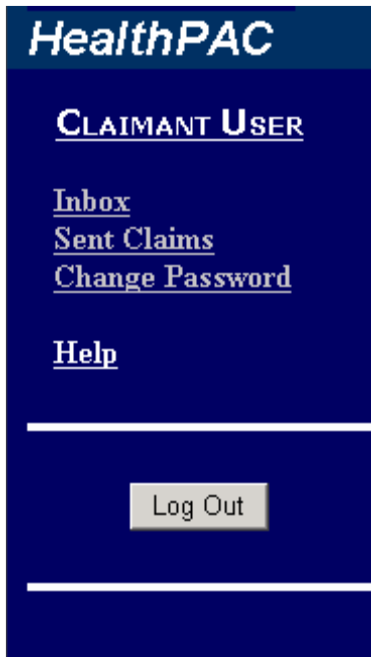 HealthPAC
CLAIMANT USER
Inbox
Sent Claims
Change Password
Help
Log Out